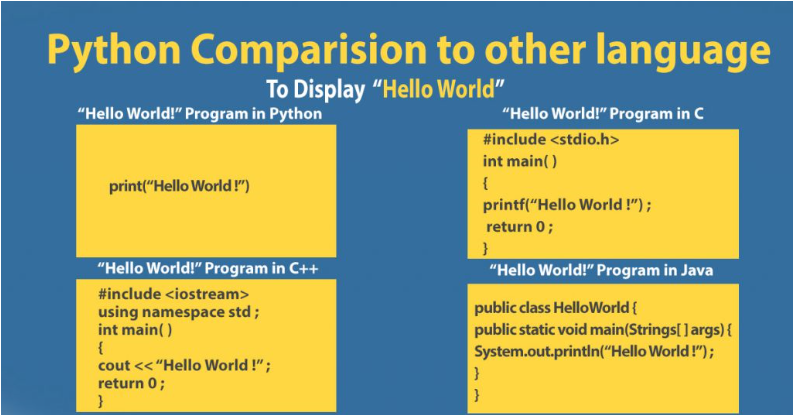 Python Comparision to other language
To Display “Hello World”
“Hello World!” Program in Python
print(“Hello World !”)
“Hello World!” Program in C
#include <stdio.h>
int main( )
{
printf(“Hello World !”) ;
return 0 ;
}
“Hello World!” Program in C++
#include <iostream>
using namespace std ;
int main( )
{
cout << “Hello World !” ;
return 0 ;
}
“Hello World!” Program in Java
public class HelloWorld {
public static void main(Strings[ ] args) {
System.out.println(“Hello World !”) ;
}
}